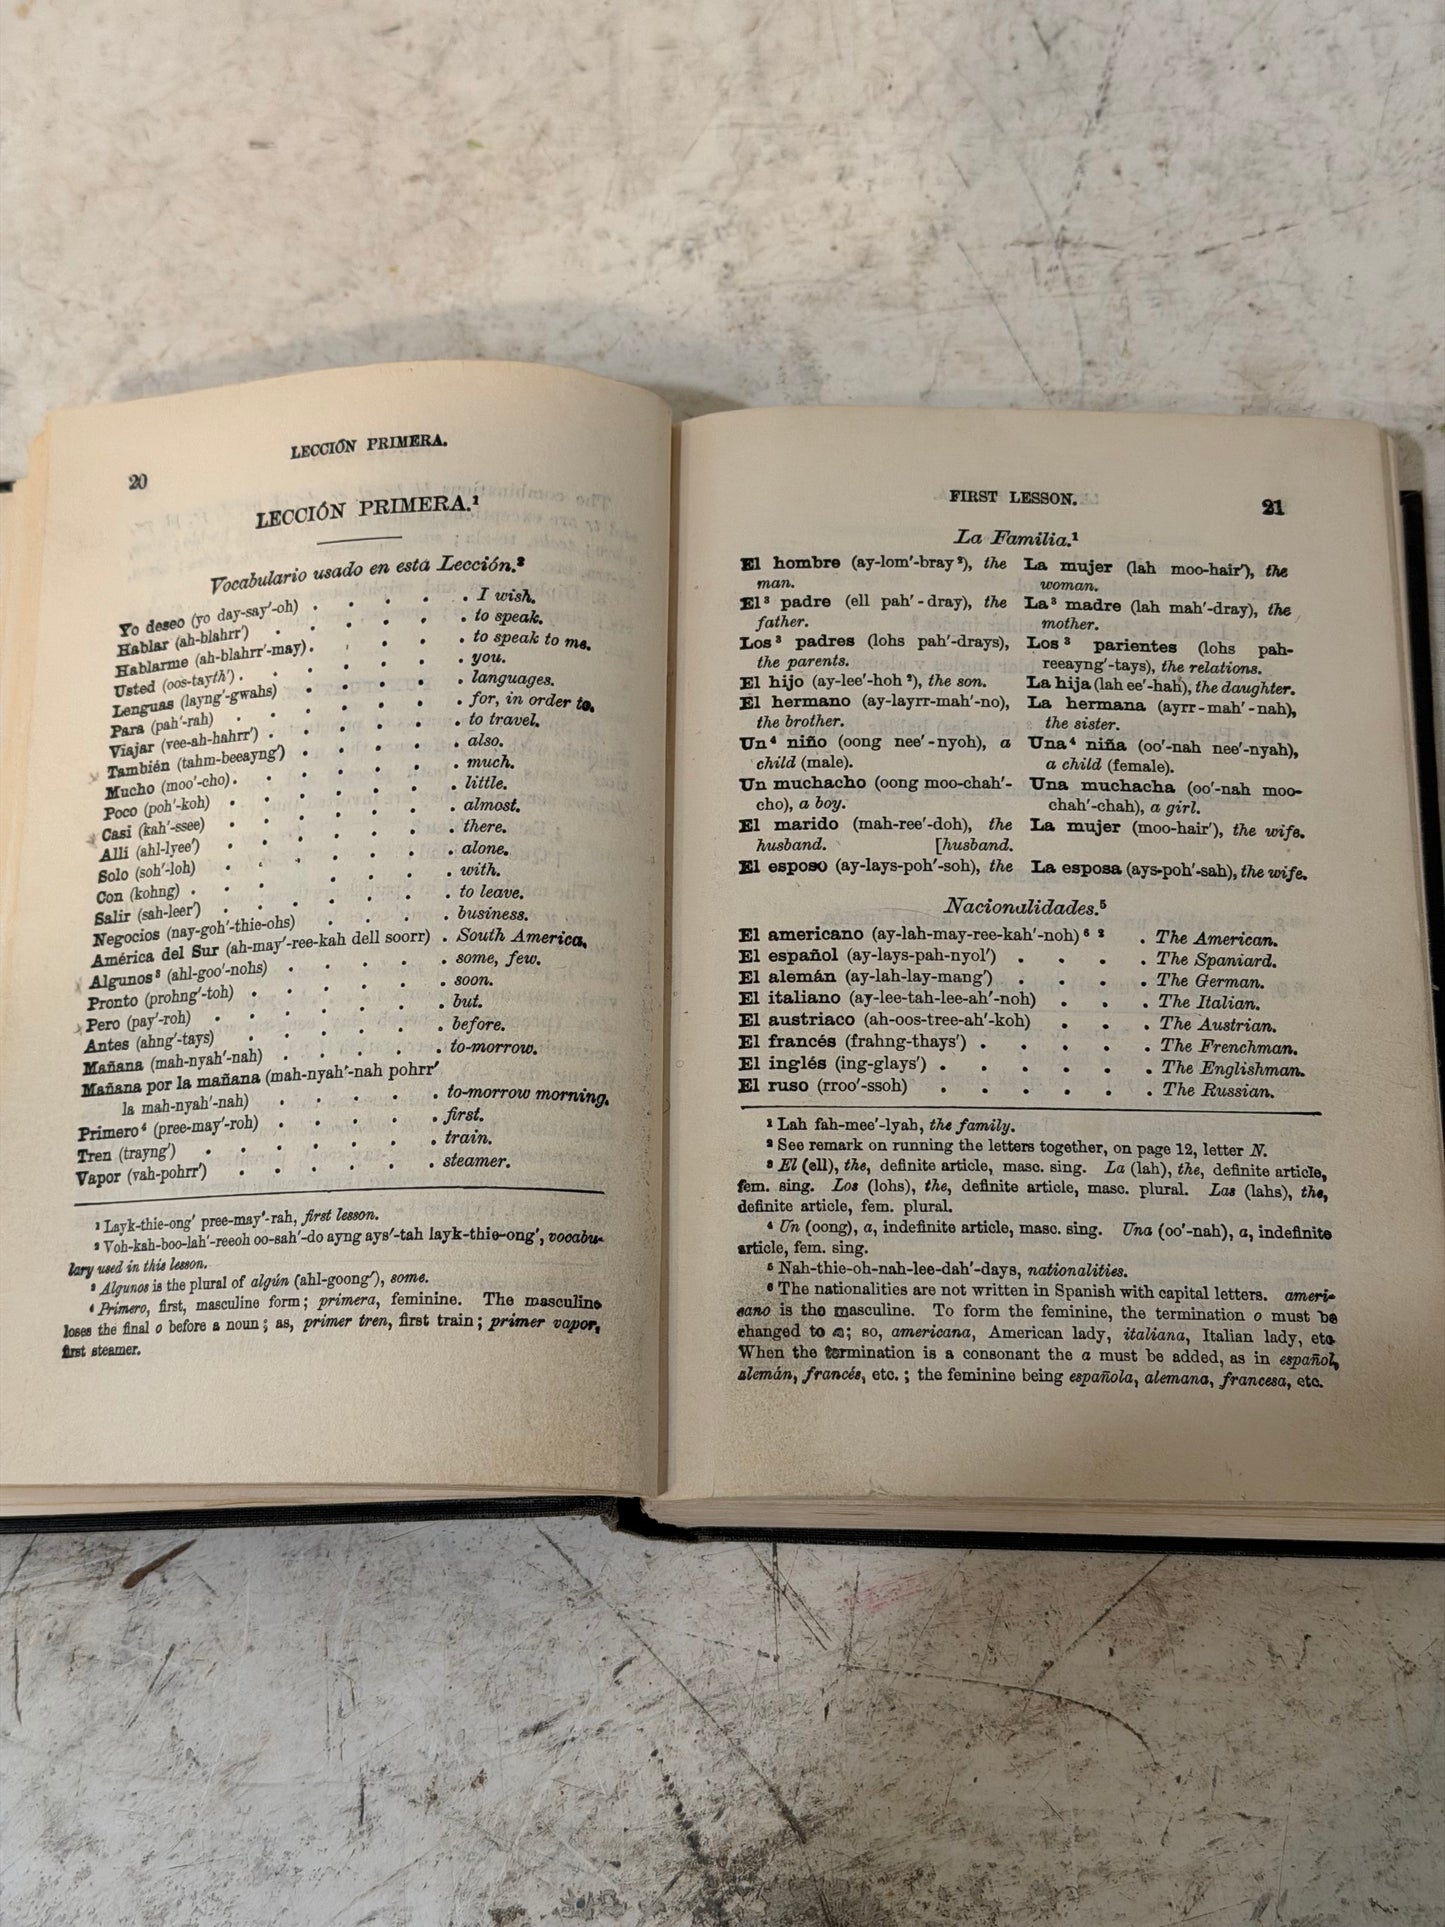 20
LECCIÓN PRIMERA.
LECCIÓN PRIMERA.¹
Vocabulario usado en esta Lección.²
Yo deseo (yo day-say′-oh) . . . . . I wish.
Hablar (ah-blahrr′) . . . . . to speak.
Hablarme (ah-blahrr′-may) . . . . . to speak to me.
Usted (oos-tayth′) . . . . . you.
Lenguas (layng′-gwahs) . . . . . languages.
Para (pah′-rah) . . . . . for, in order to.
Viajar (vee-ah-hahrr′) . . . . . to travel.
También (tahm-beeayng′) . . . . . also.
Mucho (moo′-cho) . . . . . much.
Poco (poh′-koh) . . . . . little.
Casi (kah′-ssee) . . . . . almost.
Alli (ahl-lyee′) . . . . . there.
Solo (soh′-loh) . . . . . alone.
Con (kohng) . . . . . with.
Salir (sah-leer′) . . . . . to leave.
Negocios (nay-goh′-thie-ohs) . . . . business.
América del Sur (ah-may′-ree-kah dell soorr) . South America.
Algunos³ (ahl-goo′-nohs) . . . . . some, few.
Pronto (prohng′-toh) . . . . . soon.
Pero (pay′-roh) . . . . . but.
Antes (ahng′-tays) . . . . . before.
Mañana (mah-nyah′-nah) . . . . . to-morrow.
Mañana por la mañana (mah-nyah′-nah pohrr′
la mah-nyah′-nah) . . . . . to-morrow morning.
Primero⁴ (pree-may′-roh) . . . . . first.
Tren (trayng′) . . . . . train.
Vapor (vah-pohrr′) . . . . . steamer.
¹ Layk-thie-ong′ pree-may′-rah, first lesson.
² Voh-kah-boo-lah′-reeoh oo-sah′-do ayng ays′-tah layk-thie-ong′, vocabu-
lary used in this lesson.
³ Algunos is the plural of algún (ahl-goong′), some.
⁴ Primero, first, masculine form; primera, feminine. The masculine
loses the final o before a noun; as, primer tren, first train; primer vapor,
first steamer.
FIRST LESSON.
21
La Familia.¹
El hombre (ay-lom′-bray²), the La mujer (lah moo-hair′), the
man. woman.
El³ padre (ell pah′-dray), the La³ madre (lah mah′-dray), the
father. mother.
Los³ padres (lohs pah′-drays), Los³ parientes (lohs pah-
the parents. reeayng′-tays), the relations.
El hijo (ay-lee′-hoh²), the son. La hija (lah ee′-hah), the daughter.
El hermano (ay-layrr-mah′-no), La hermana (ayrr-mah′-nah),
the brother. the sister.
Un⁴ niño (oong nee′-nyoh), a Una⁴ niña (oo′-nah nee′-nyah),
child (male). a child (female).
Un muchacho (oong moo-chah′- Una muchacha (oo′-nah moo-
cho), a boy. chah′-chah), a girl.
El marido (mah-ree′-doh), the La mujer (moo-hair′), the wife.
husband. [husband.
El esposo (ay-lays-poh′-soh), the La esposa (ays-poh′-sah), the wife.
Nacionalidades.⁵
El americano (ay-lah-may-ree-kah′-noh)⁶ ² . The American.
El español (ay-lays-pah-nyol′) . . . . The Spaniard.
El alemán (ay-lah-lay-mang′) . . . . The German.
El italiano (ay-lee-tah-lee-ah′-noh) . . . The Italian.
El austriaco (ah-oos-tree-ah′-koh) . . . The Austrian.
El francés (frahng-thays′) . . . . . The Frenchman.
El inglés (ing-glays′) . . . . . . The Englishman.
El ruso (rroo′-ssoh) . . . . . . The Russian.
¹ Lah fah-mee′-lyah, the family.
² See remark on running the letters together, on page 12, letter N.
³ El (ell), the, definite article, masc. sing. La (lah), the, definite article,
fem. sing. Los (lohs), the, definite article, masc. plural. Las (lahs), the,
definite article, fem. plural.
⁴ Un (oong), a, indefinite article, masc. sing. Una (oo′-nah), a, indefinite
article, fem. sing.
⁵ Nah-thie-oh-nah-lee-dah′-days, nationalities.
⁶ The nationalities are not written in Spanish with capital letters. ameri-
cano is the masculine. To form the feminine, the termination o must be
changed to a; so, americana, American lady, italiana, Italian lady, etc.
When the termination is a consonant the a must be added, as in español,
alemán, francés, etc.; the feminine being española, alemana, francesa, etc.